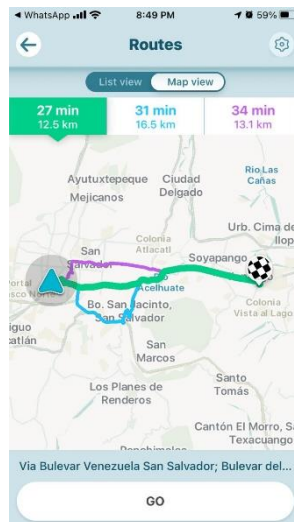 ◀ WhatsApp
8:49 PM
59%
Routes
List view
Map view
27 min
12.5 km
31 min
16.5 km
34 min
13.1 km
Ayutuxtepeque
Ciudad
Delgado
Rio Las
Cañas
Mejicanos
Urb. Cima de
Ilop
San
Salvador
Colonia
Atlacatl
Soyapango
Acelhuate
Bo. San Jacinto,
San Salvador
Colonia
Vista al Lago
iguo
catlán
San
Marcos
Los Planes de
Renderos
Santo
Tomás
Cantón El Morro, S
Texacuango
Via Bulevar Venezuela San Salvador; Bulevar del...
GO